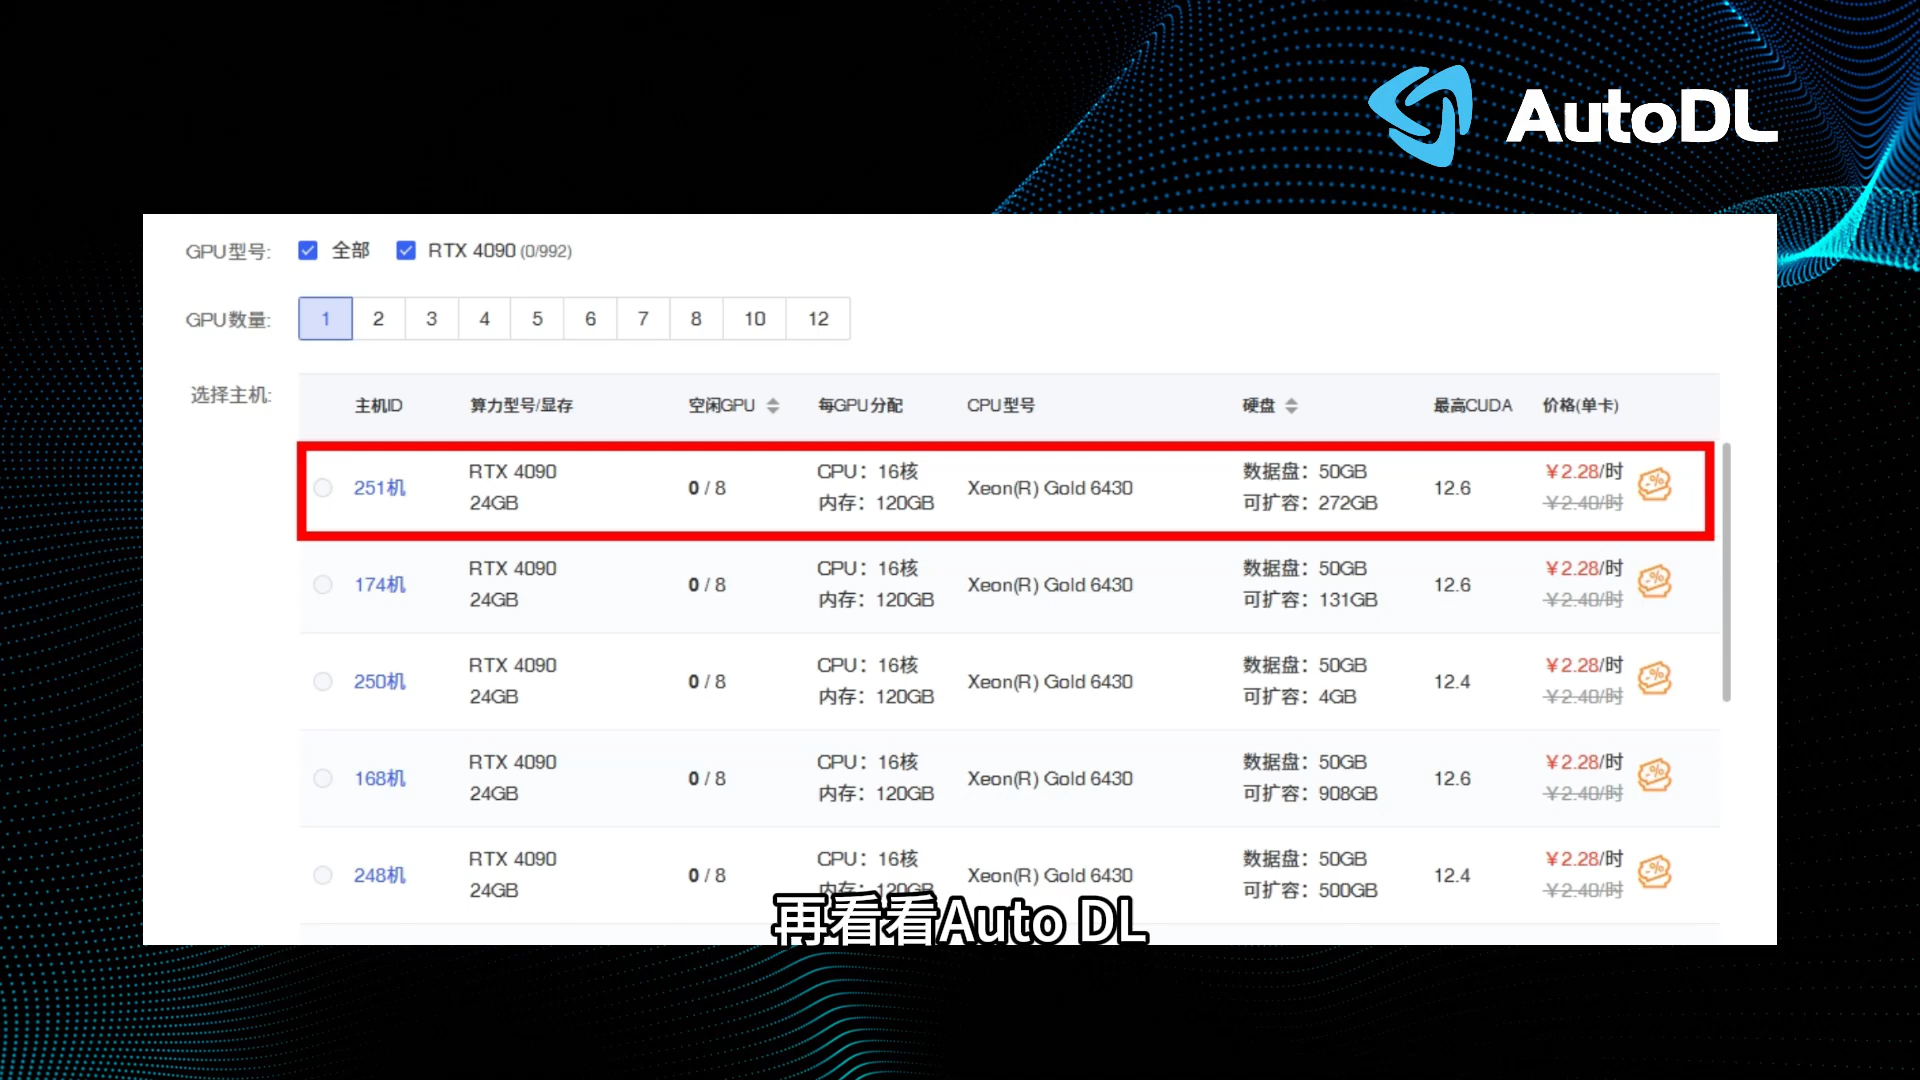 AutoDL
GPU型号: 全部 RTX 4090 (0/992)
GPU数量: 1 2 3 4 5 6 7 8 10 12
选择主机:
主机ID 算力型号/显存 空闲GPU 每GPU分配 CPU型号 硬盘 最高CUDA 价格(单卡)
251机 RTX 4090 24GB 0 / 8 CPU: 16核 内存: 120GB Xeon(R) Gold 6430 数据盘: 50GB 可扩容: 272GB 12.6 ¥2.28/时 ¥2.40/时
174机 RTX 4090 24GB 0 / 8 CPU: 16核 内存: 120GB Xeon(R) Gold 6430 数据盘: 50GB 可扩容: 131GB 12.6 ¥2.28/时 ¥2.40/时
250机 RTX 4090 24GB 0 / 8 CPU: 16核 内存: 120GB Xeon(R) Gold 6430 数据盘: 50GB 可扩容: 4GB 12.4 ¥2.28/时 ¥2.40/时
168机 RTX 4090 24GB 0 / 8 CPU: 16核 内存: 120GB Xeon(R) Gold 6430 数据盘: 50GB 可扩容: 908GB 12.6 ¥2.28/时 ¥2.40/时
248机 RTX 4090 24GB 0 / 8 CPU: 16核 内存: 120GB Xeon(R) Gold 6430 数据盘: 50GB 可扩容: 500GB 12.4 ¥2.28/时 ¥2.40/时
再看看Auto DL